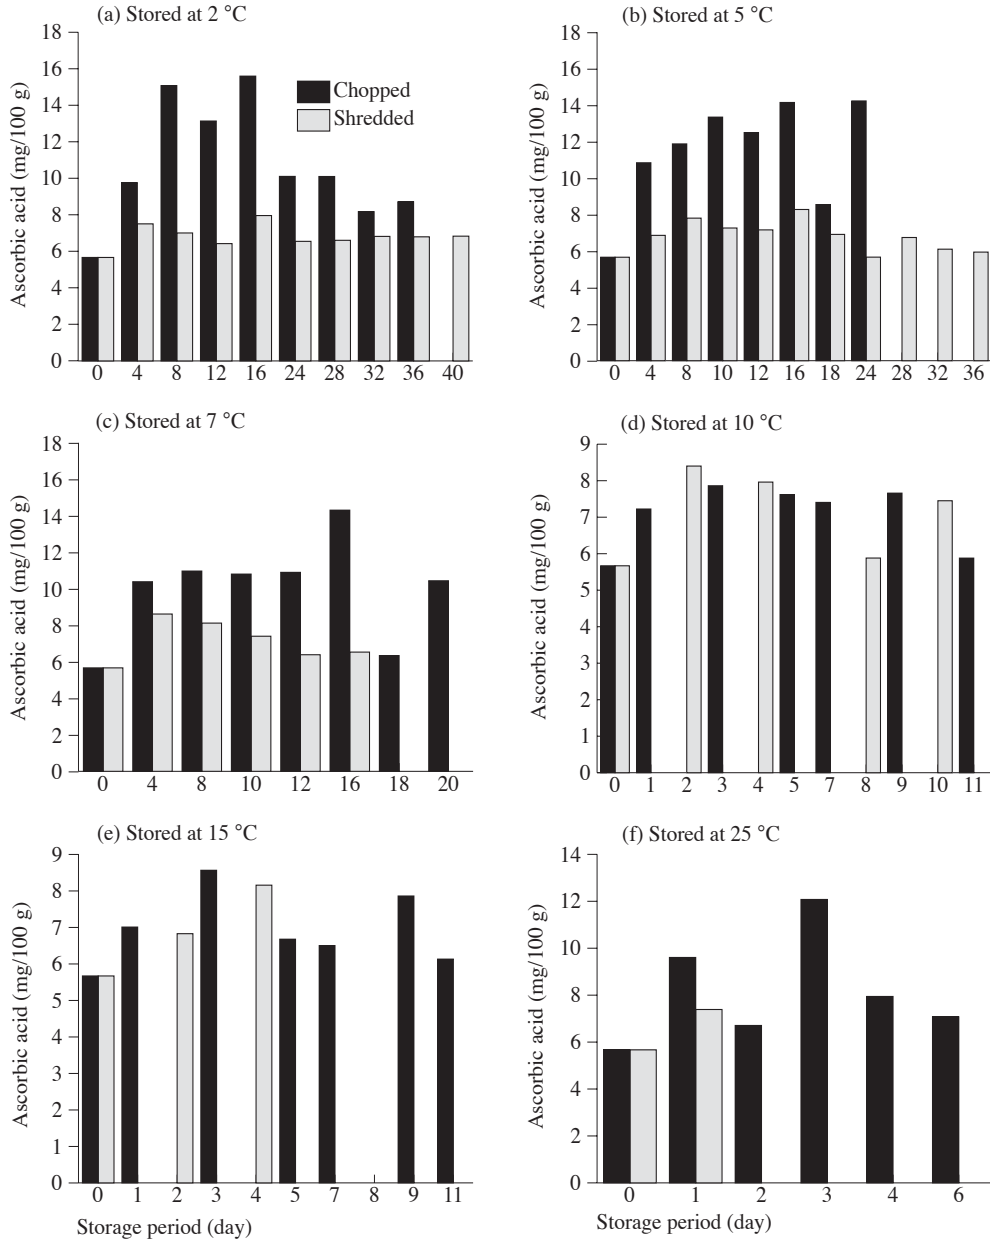 (a) Stored at 2 °C
Ascorbic acid (mg/100 g)
18
16
14
12
10
8
6
4
2
0
Chopped
Shredded
0 4 8 12 16 24 28 32 36 40
(b) Stored at 5 °C
Ascorbic acid (mg/100 g)
18
16
14
12
10
8
6
4
2
0
0 4 8 10 12 16 18 24 28 32 36
(c) Stored at 7 °C
Ascorbic acid (mg/100 g)
18
16
14
12
10
8
6
4
2
0
0 4 8 10 12 16 18 20
(d) Stored at 10 °C
Ascorbic acid (mg/100 g)
9
8
7
6
5
4
3
2
1
0
0 1 2 3 4 5 7 8 9 10 11
(e) Stored at 15 °C
Ascorbic acid (mg/100 g)
9
8
7
6
5
4
3
2
1
0
0 1 2 3 4 5 7 8 9 11
Storage period (day)
(f) Stored at 25 °C
Ascorbic acid (mg/100 g)
14
12
10
8
6
4
2
0
0 1 2 3 4 6
Storage period (day)